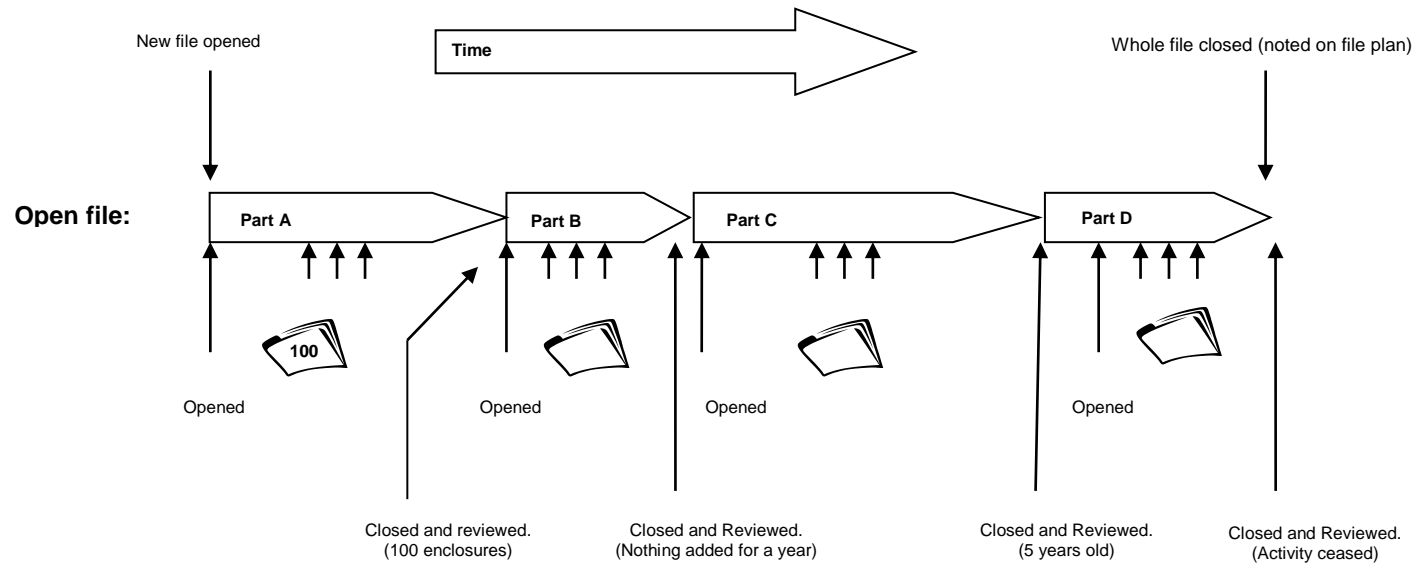 New file opened
Time
Whole file closed (noted on file plan)
Open file:
Part A
Part B
Part C
Part D
100
Opened
Opened
Opened
Opened
Closed and reviewed.
(100 enclosures)
Closed and Reviewed.
(Nothing added for a year)
Closed and Reviewed.
(5 years old)
Closed and Reviewed.
(Activity ceased)